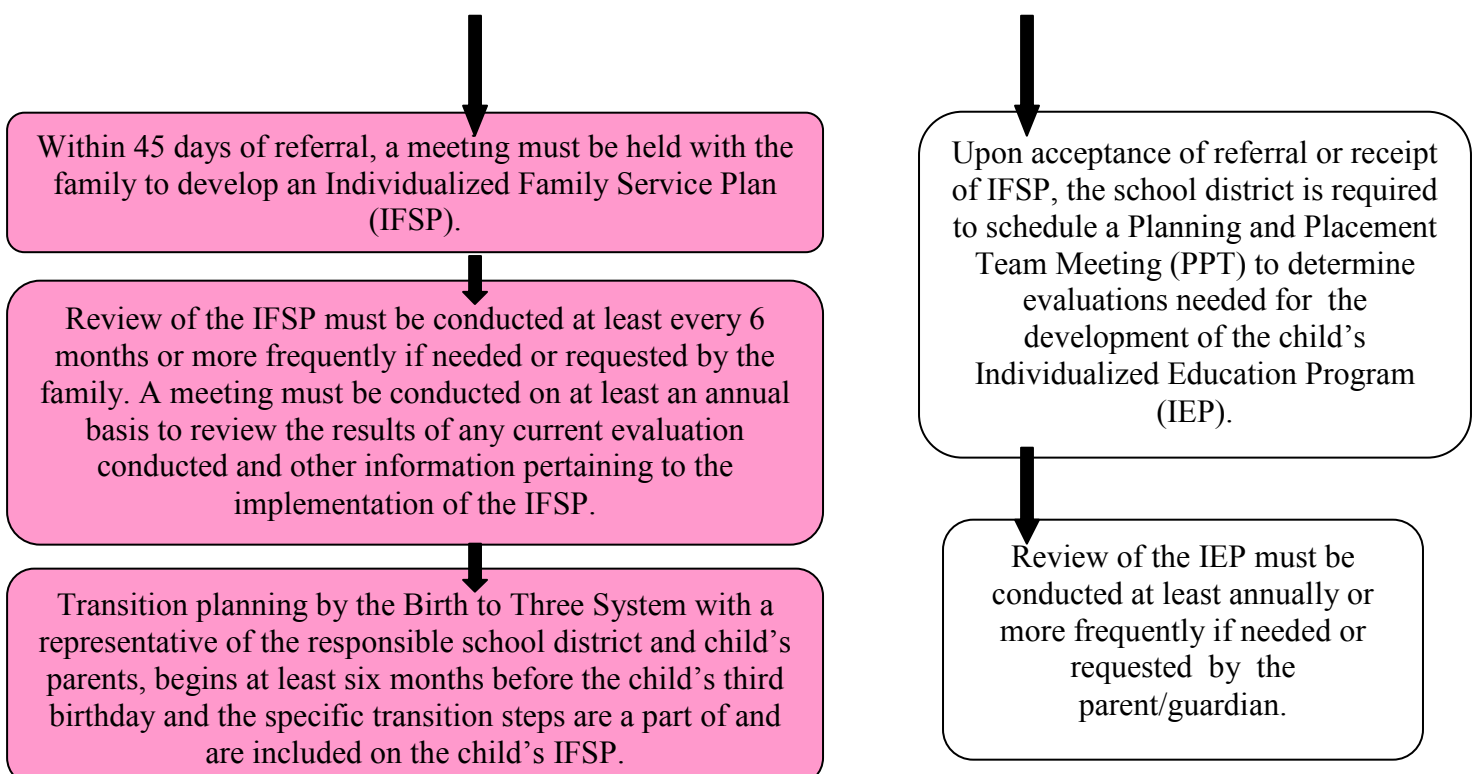 Within 45 days of referral, a meeting must be held with the
family to develop an Individualized Family Service Plan
(IFSP).
Review of the IFSP must be conducted at least every 6
months or more frequently if needed or requested by the
family. A meeting must be conducted on at least an annual
basis to review the results of any current evaluation
conducted and other information pertaining to the
implementation of the IFSP.
Transition planning by the Birth to Three System with a
representative of the responsible school district and child's
parents, begins at least six months before the child's third
birthday and the specific transition steps are a part of and
are included on the child's IFSP.
Upon acceptance of referral or receipt
of IFSP, the school district is required
to schedule a Planning and Placement
Team Meeting (PPT) to determine
evaluations needed for the
development of the child's
Individualized Education Program
(IEP).
Review of the IEP must be
conducted at least annually or
more frequently if needed or
requested by the
parent/guardian.